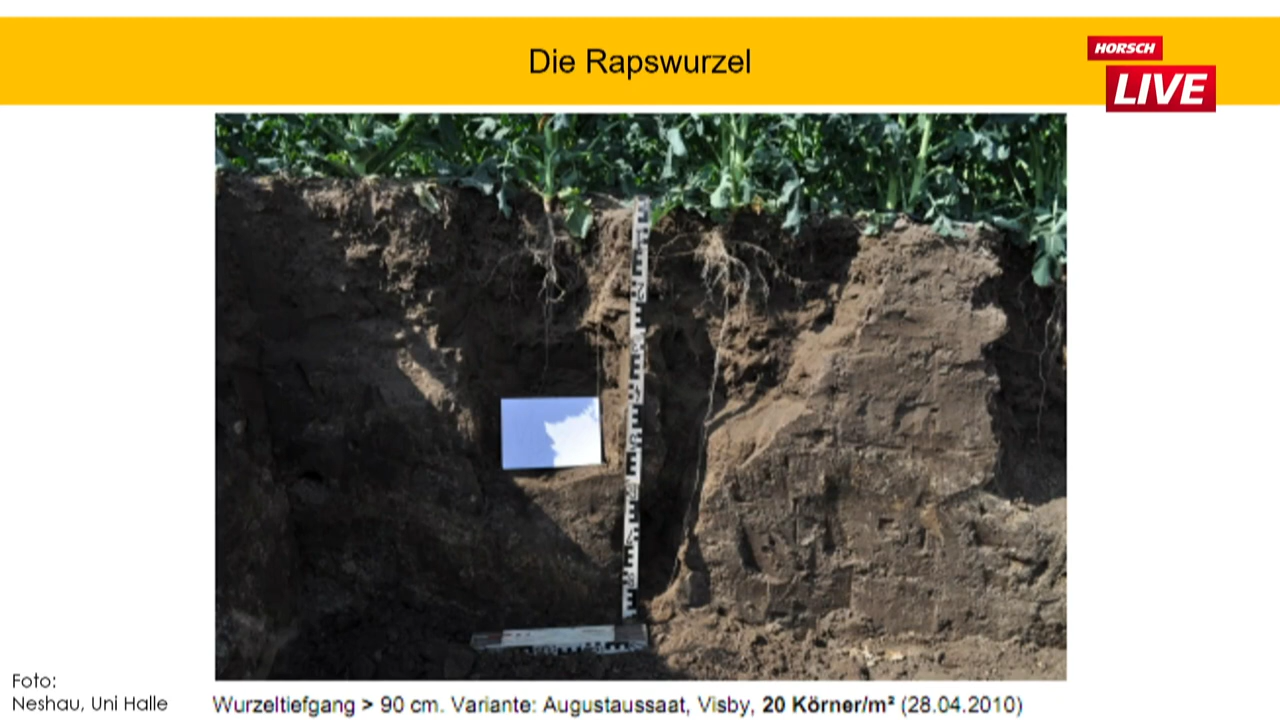 Die Rapswurzel
HORSCH
LIVE
Foto:
Neshau, Uni Halle
Wurzeltiefgang > 90 cm. Variante: Augustaussaat, Visby, 20 Körner/m² (28.04.2010)